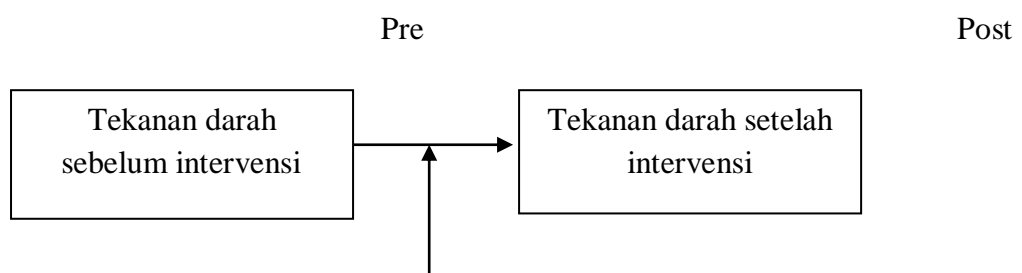 Pre Post
Tekanan darah
sebelum intervensi
Tekanan darah setelah
intervensi